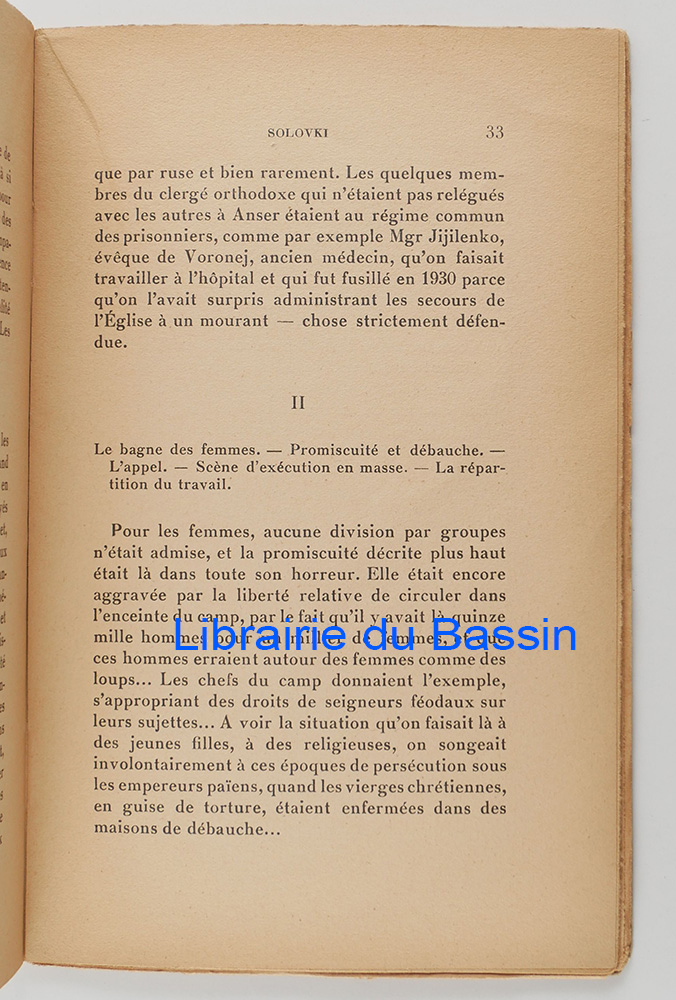 SOLOVKI 33
que par ruse et bien rarement. Les quelques mem-
bres du clergé orthodoxe qui n'étaient pas relégués
avec les autres à Anser étaient au régime commun
des prisonniers, comme par exemple Mgr Jijilenko,
évêque de Voronej, ancien médecin, qu'on faisait
travailler à l'hôpital et qui fut fusillé en 1930 parce
qu'on l'avait surpris administrant les secours de
l'Église à un mourant — chose strictement défen-
due.
II
Le bagne des femmes. — Promiscuité et débauche. —
L'appel. — Scène d'exécution en masse. — La répar-
tition du travail.
Pour les femmes, aucune division par groupes
n'était admise, et la promiscuité décrite plus haut
était là dans toute son horreur. Elle était encore
aggravée par la liberté relative de circuler dans
l'enceinte du camp, par le fait qu'il y avait là quinze
mille hommes pour un millier de femmes, et que
Librairie du Bassin
ces hommes erraient autour des femmes comme des
loups... Les chefs du camp donnaient l'exemple,
s'appropriant des droits de seigneurs féodaux sur
leurs sujettes... A voir la situation qu'on faisait là à
des jeunes filles, à des religieuses, on songeait
involontairement à ces époques de persécution sous
les empereurs païens, quand les vierges chrétiennes,
en guise de torture, étaient enfermées dans des
maisons de débauche...